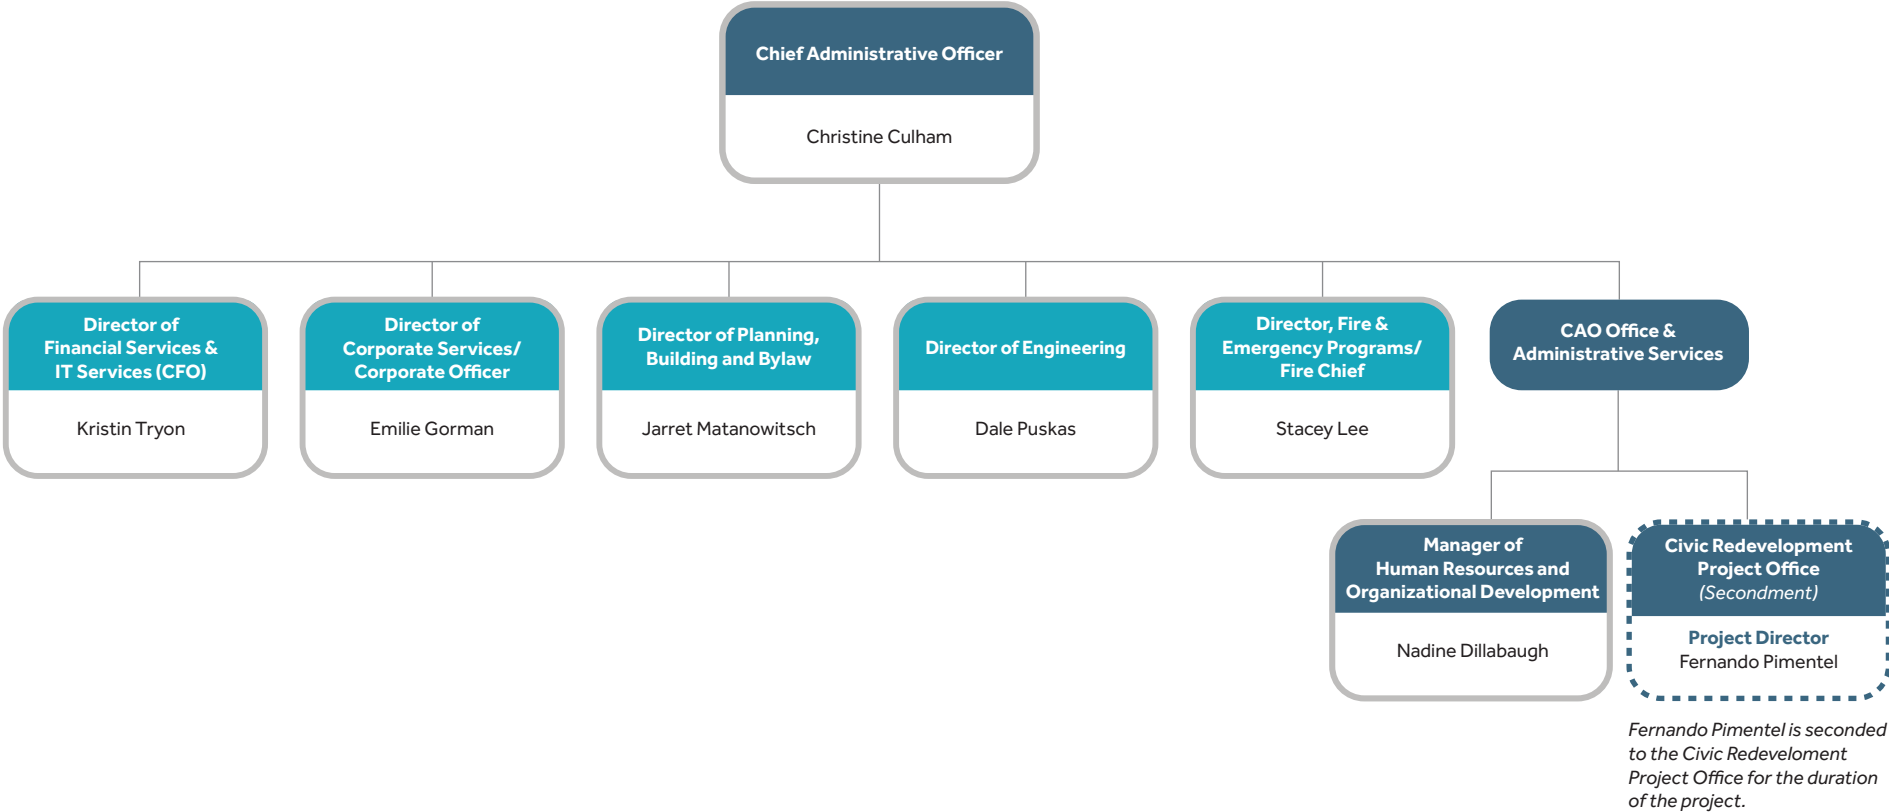 Chief Administrative Officer
Christine Culham
Director of
Financial Services &
IT Services (CFO)
Kristin Tryon
Director of
Corporate Services/
Corporate Officer
Emilie Gorman
Director of Planning,
Building and Bylaw
Jarret Matanowitsch
Director of Engineering
Dale Puskas
Director, Fire &
Emergency Programs/
Fire Chief
Stacey Lee
CAO Office &
Administrative Services
Manager of
Human Resources and
Organizational Development
Nadine Dillabaugh
Civic Redevelopment
Project Office
(Secondment)
Project Director
Fernando Pimentel
Fernando Pimentel is seconded
to the Civic Redeveloment
Project Office for the duration
of the project.